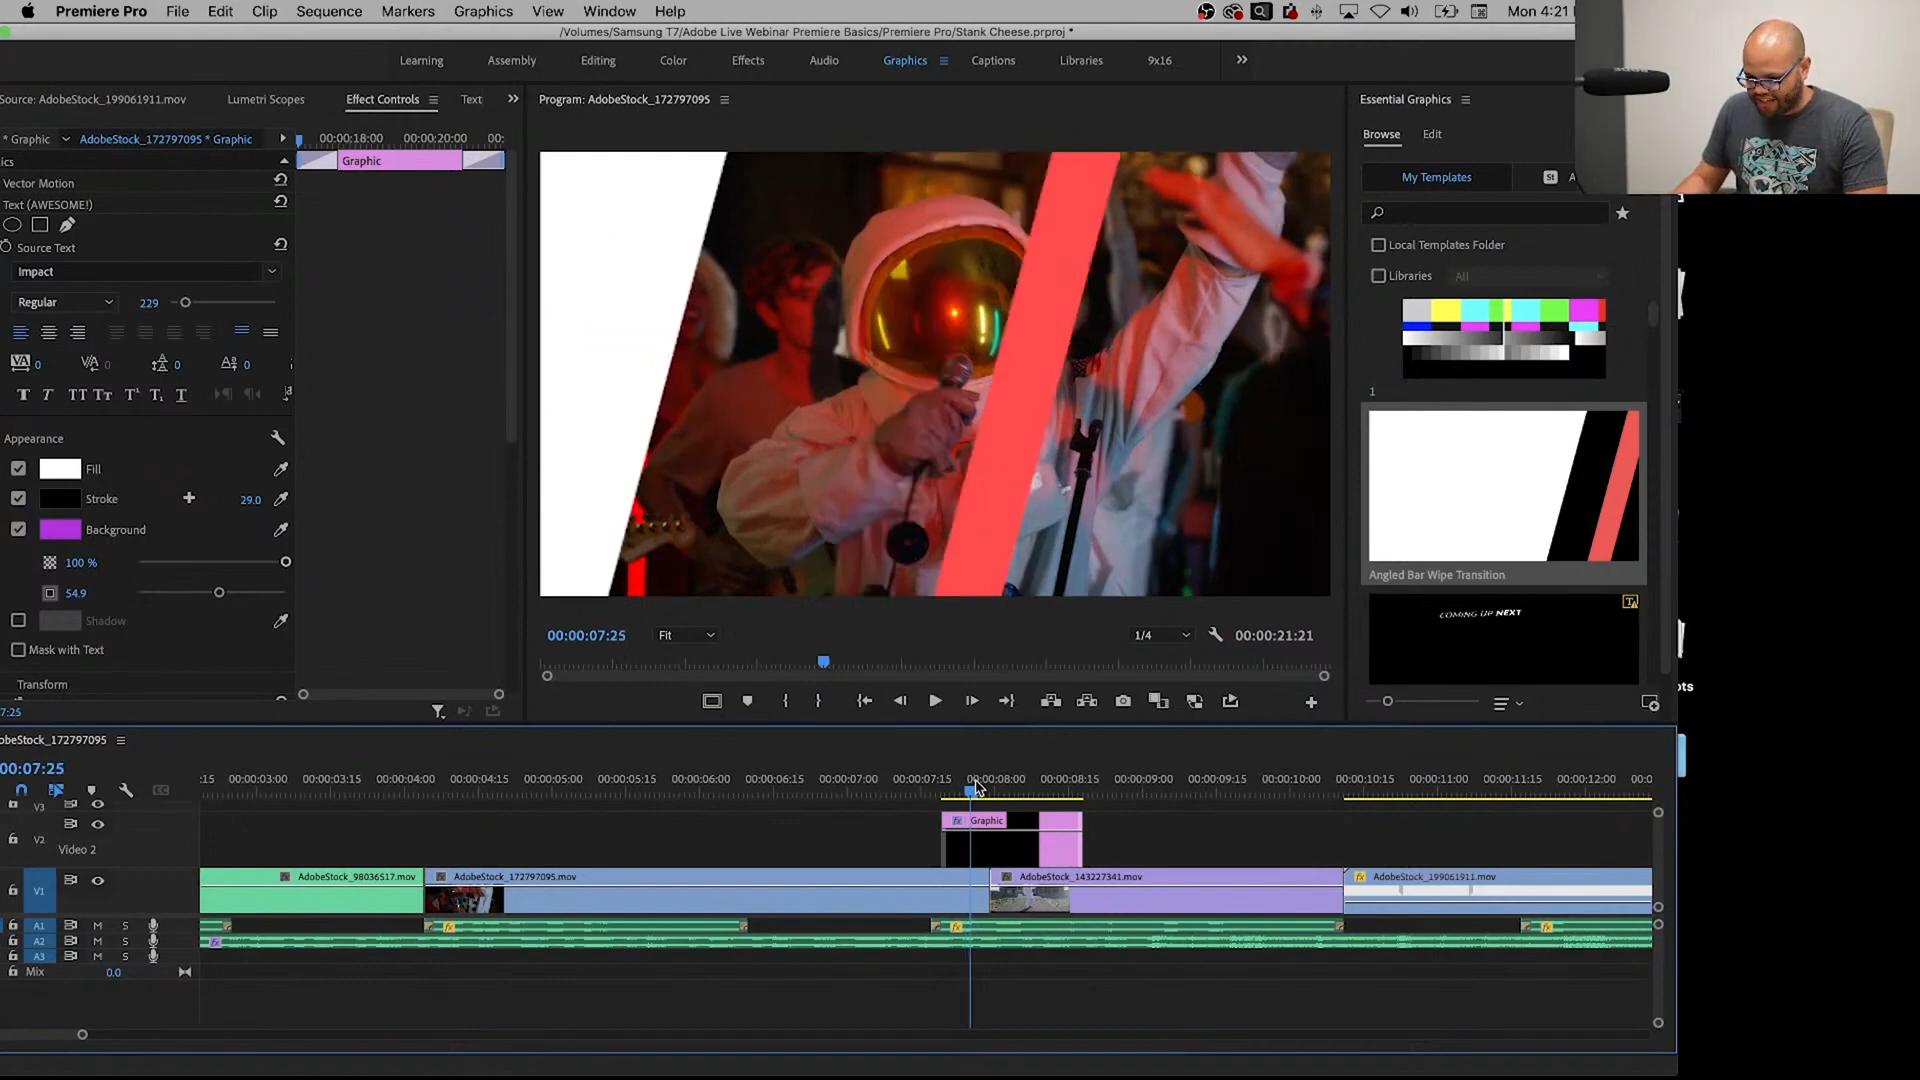 Premiere Pro File Edit Clip Sequence Markers Graphics View Window Help Mon 4:21
/Volumes/Samsung T7/Adobe Live Webinar Premiere Basics/Premiere Pro/Stank Cheese.prproj *
Learning Assembly Editing Color Effects Audio Graphics Captions Libraries 9x16
Source: AdobeStock_199061911.mov Lumetri Scopes Effect Controls Text
Program: AdobeStock_172797095
Essential Graphics
Browse Edit
* Graphic AdobeStock_172797095 * Graphic
00:00:18:00 00:00:20:00 00:
ics
Graphic
Vector Motion
Text (AWESOME!)
Source Text
Impact
Regular 229
0 0 0 0
Appearance
Fill
Stroke 29.0
Background
100 %
54.9
Shadow
Mask with Text
Transform
7:25
My Templates St A
Local Templates Folder
Libraries All
1
Angled Bar Wipe Transition
COMING UP NEXT
00:00:07:25 Fit 1/4 00:00:21:21
ots
obeStock_172797095
00:07:25
:15 00:00:03:00 00:00:03:15 00:00:04:00 00:00:04:15 00:00:05:00 00:00:05:15 00:00:06:00 00:00:06:15 00:00:07:00 00:00:07:15 00:00:08:00 00:00:08:15 00:00:09:00 00:00:09:15 00:00:10:00 00:00:10:15 00:00:11:00 00:00:11:15 00:00:12:00 00:0
V3
fx Graphic
V2
Video 2
V1
AdobeStock_98036517.mov AdobeStock_172797095.mov AdobeStock_143227341.mov AdobeStock_199061911.mov
A1 M S
A2 M S
A3 M S
Mix 0.0